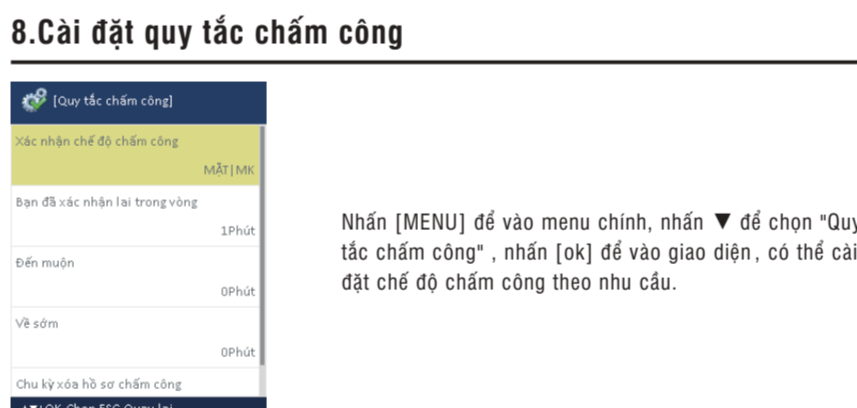 8.Cài đặt quy tắc chấm công
[Quy tắc chấm công]
Xác nhận chế độ chấm công
MẶT|MK
Bạn đã xác nhận lai trong vòng
1Phút
Đến muộn
0Phút
Về sớm
0Phút
Chu kỳ xóa hồ sơ chấm công
Nhấn [MENU] để vào menu chính, nhấn ▼ để chọn "Quy
tắc chấm công" , nhấn [ok] để vào giao diện, có thể cài
đặt chế độ chấm công theo nhu cầu.